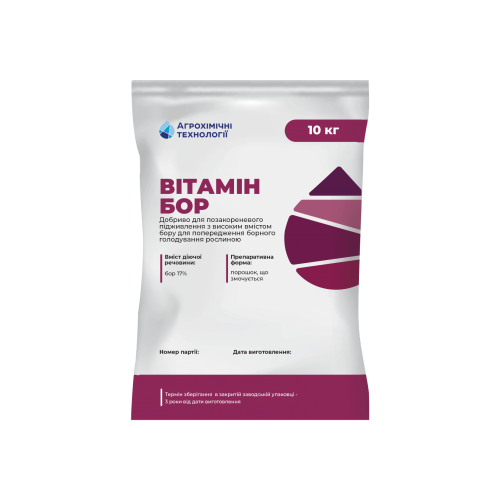 АГРОХІМІЧНІ
ТЕХНОЛОГІЇ
10 кг
ВІТАМІН
БОР
Добриво для позакореневого
підживлення з високим вмістом
бору для попередження борного
голодування рослиною
Вміст діючої
речовини:
бор 17%
Препаративна
форма:
порошок, що
змочується
Номер партії:
Дата виготовлення:
Термін зберігання в закритій заводській упаковці -
3 роки від дати виготовлення